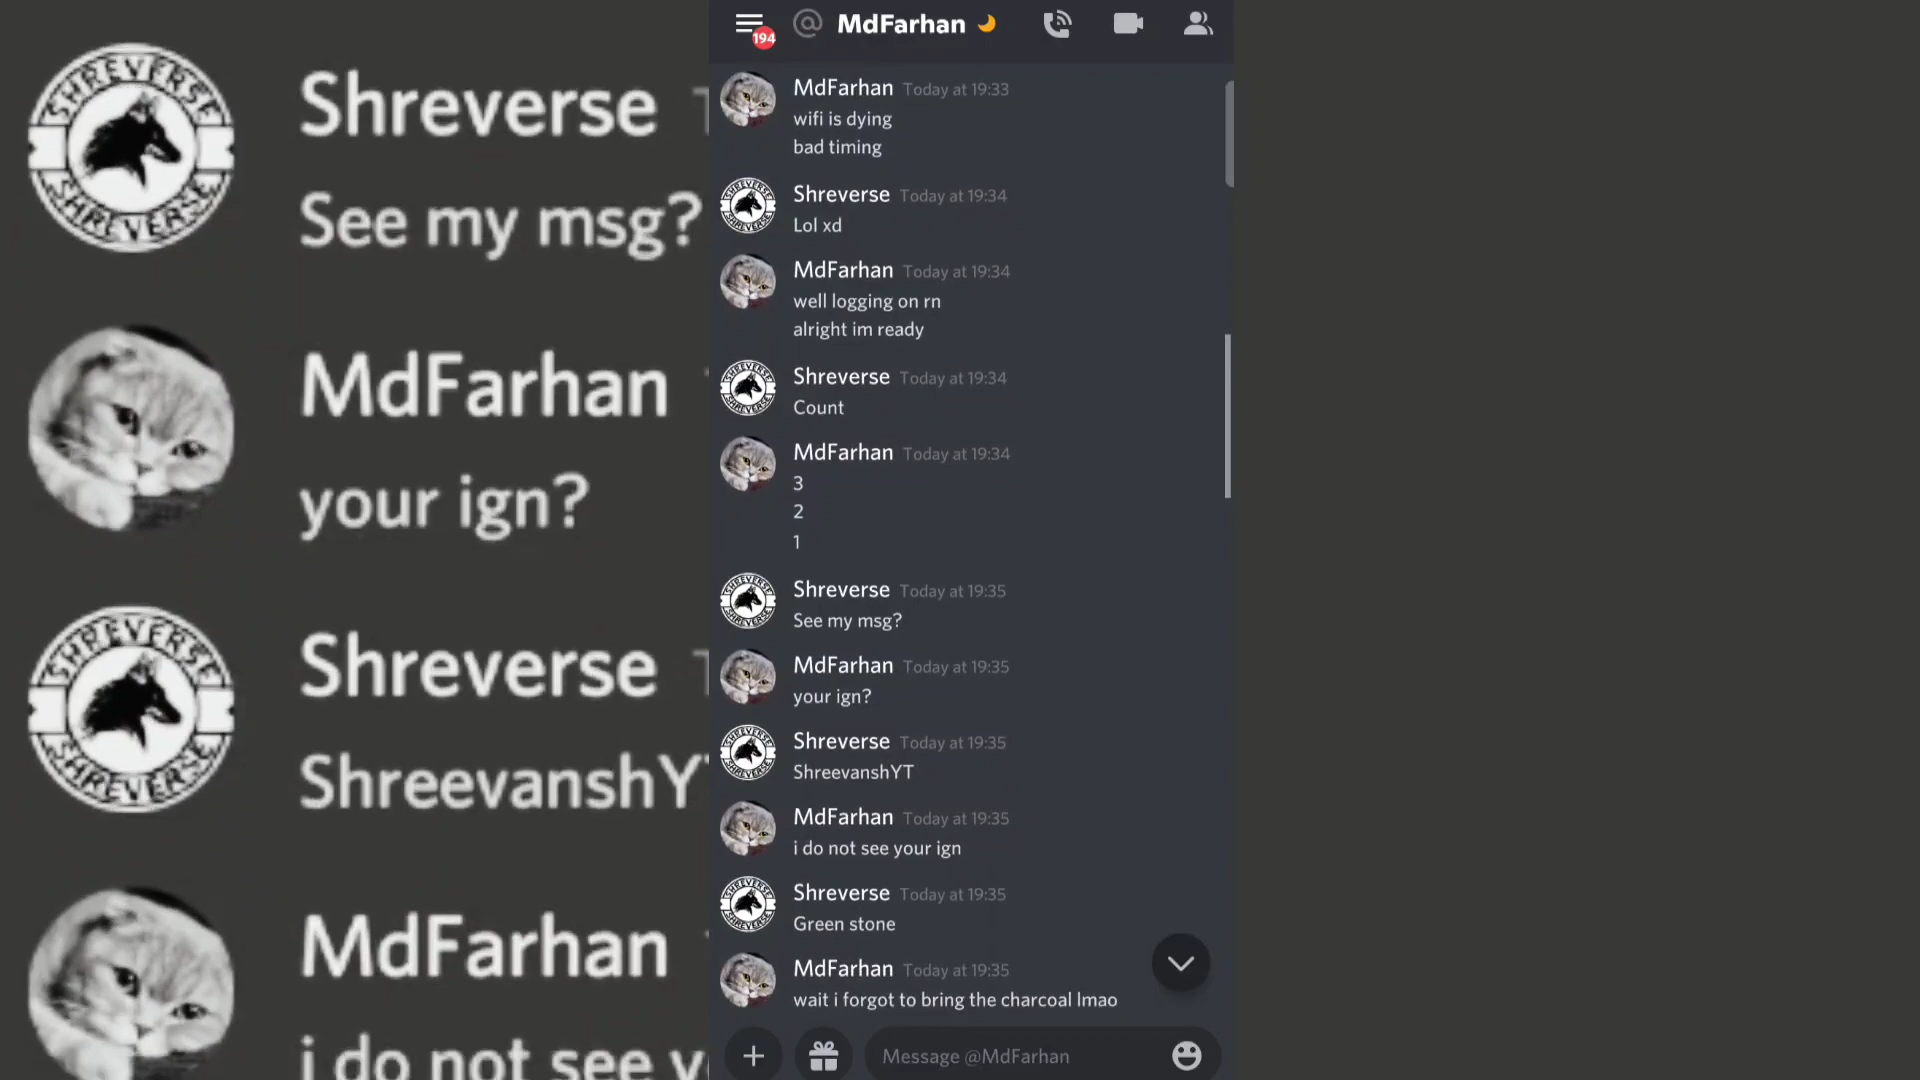 Shreverse
See my msg?
MdFarhan
your ign?
Shreverse
ShreevanshY
MdFarhan
i do not see y
194
@ MdFarhan
MdFarhan Today at 19:33
wifi is dying
bad timing
Shreverse Today at 19:34
Lol xd
MdFarhan Today at 19:34
well logging on rn
alright im ready
Shreverse Today at 19:34
Count
MdFarhan Today at 19:34
3
2
1
Shreverse Today at 19:35
See my msg?
MdFarhan Today at 19:35
your ign?
Shreverse Today at 19:35
ShreevanshYT
MdFarhan Today at 19:35
i do not see your ign
Shreverse Today at 19:35
Green stone
MdFarhan Today at 19:35
wait i forgot to bring the charcoal lmao
Message @MdFarhan
SHREVERSE
SHREVERSE